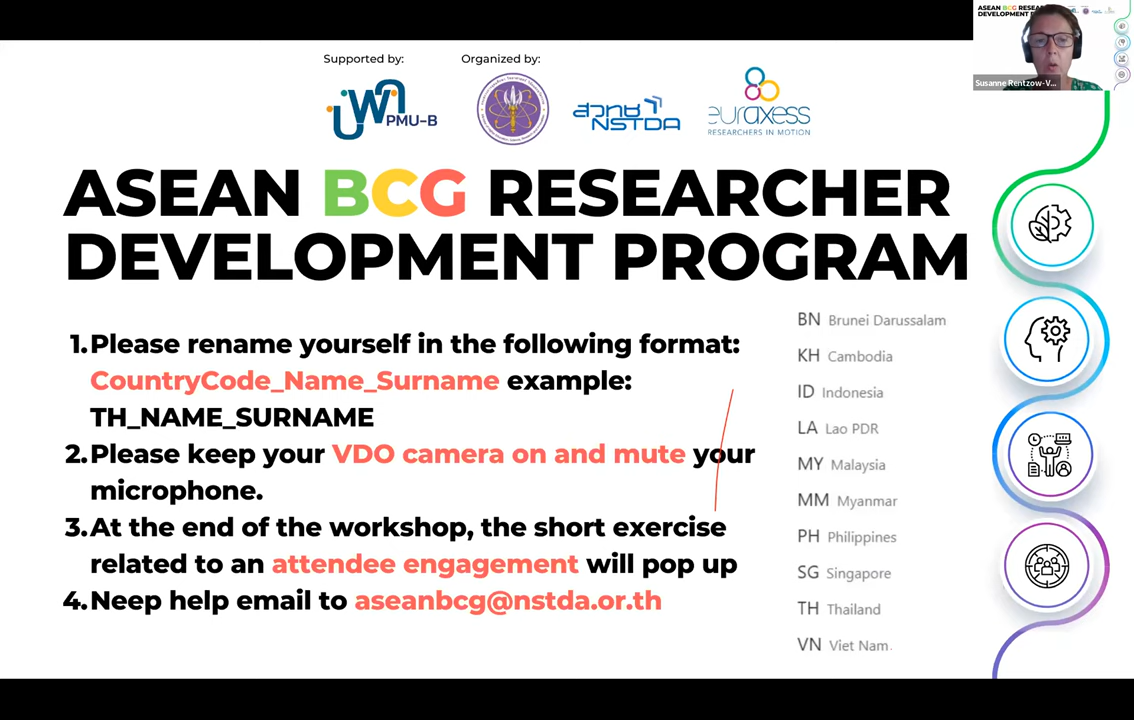 Supported by:
Organized by:
PMU-B
สวทช
NSTDA
euraxess
RESEARCHERS IN MOTION
ASEAN BCG RESEARCHER
DEVELOPMENT PROGRAM
1. Please rename yourself in the following format:
CountryCode_Name_Surname example:
TH_NAME_SURNAME
2. Please keep your VDO camera on and mute your
microphone.
3. At the end of the workshop, the short exercise
related to an attendee engagement will pop up
4. Neep help email to aseanbcg@nstda.or.th
BN Brunei Darussalam
KH Cambodia
ID Indonesia
LA Lao PDR
MY Malaysia
MM Myanmar
PH Philippines
SG Singapore
TH Thailand
VN Viet Nam.
ASEAN BCG
DEVELOPMENT
Susanne Rentzow-V...